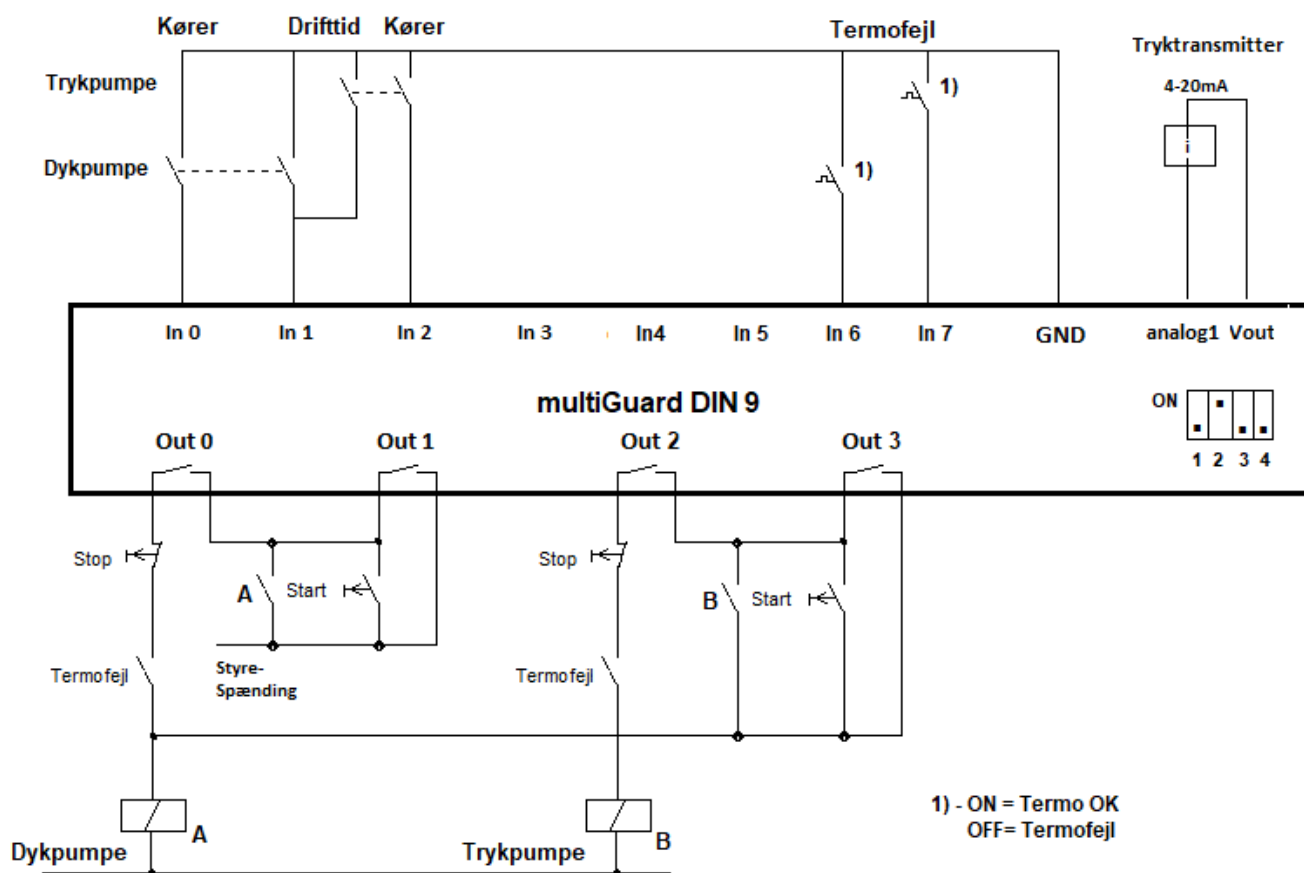 Kører Drifttid Kører
Termofejl
Tryktransmitter
Trykpumpe
1)
4-20mA
Dykpumpe
1)
i
In 0 In 1 In 2 In 3 In4 In 5 In 6 In 7 GND analog1 Vout
multiGuard DIN 9
ON
1 2 3 4
Out 0 Out 1 Out 2 Out 3
Stop
Stop
A Start
B Start
Termofejl
Styre-
Spænding
Termofejl
1) - ON = Termo OK
OFF= Termofejl
A
B
Dykpumpe
Trykpumpe